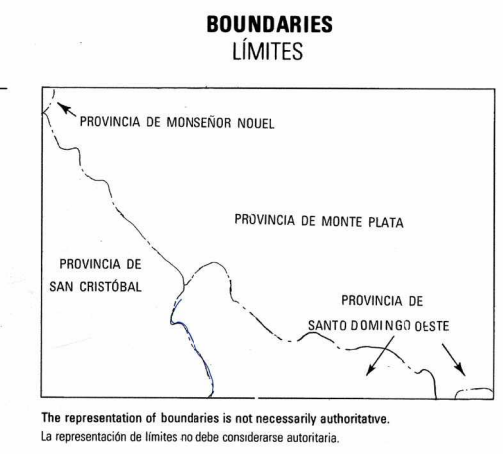 BOUNDARIES
LÍMITES
PROVINCIA DE MONSEÑOR NOUEL
PROVINCIA DE MONTE PLATA
PROVINCIA DE
SAN CRISTÓBAL
PROVINCIA DE
SANTO DOMINGO OESTE
The representation of boundaries is not necessarily authoritative.
La representación de límites no debe considerarse autoritaria.